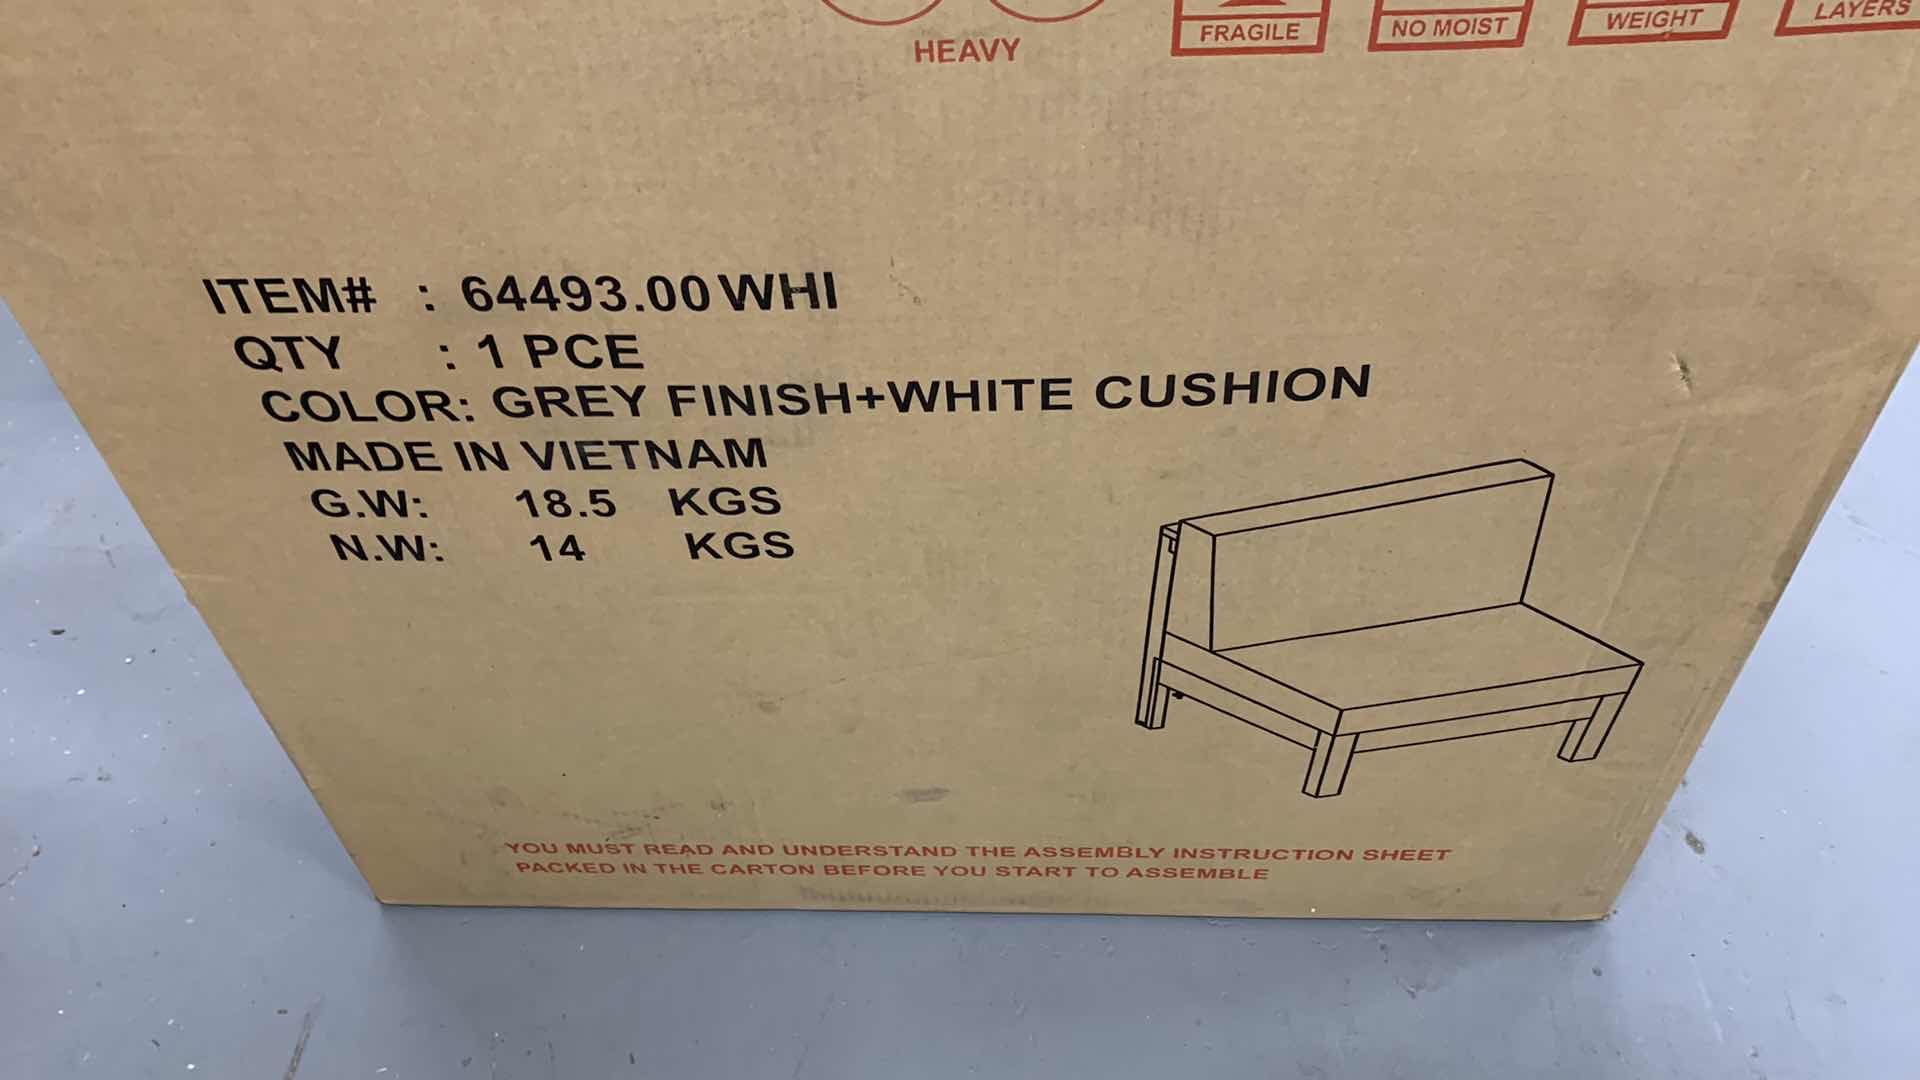 HEAVY
FRAGILE
NO MOIST
WEIGHT
LAYERS
ITEM# : 64493.00 WHI
QTY : 1 PCE
COLOR: GREY FINISH+WHITE CUSHION
MADE IN VIETNAM
G.W: 18.5 KGS
N.W: 14 KGS
YOU MUST READ AND UNDERSTAND THE ASSEMBLY INSTRUCTION SHEET
PACKED IN THE CARTON BEFORE YOU START TO ASSEMBLE